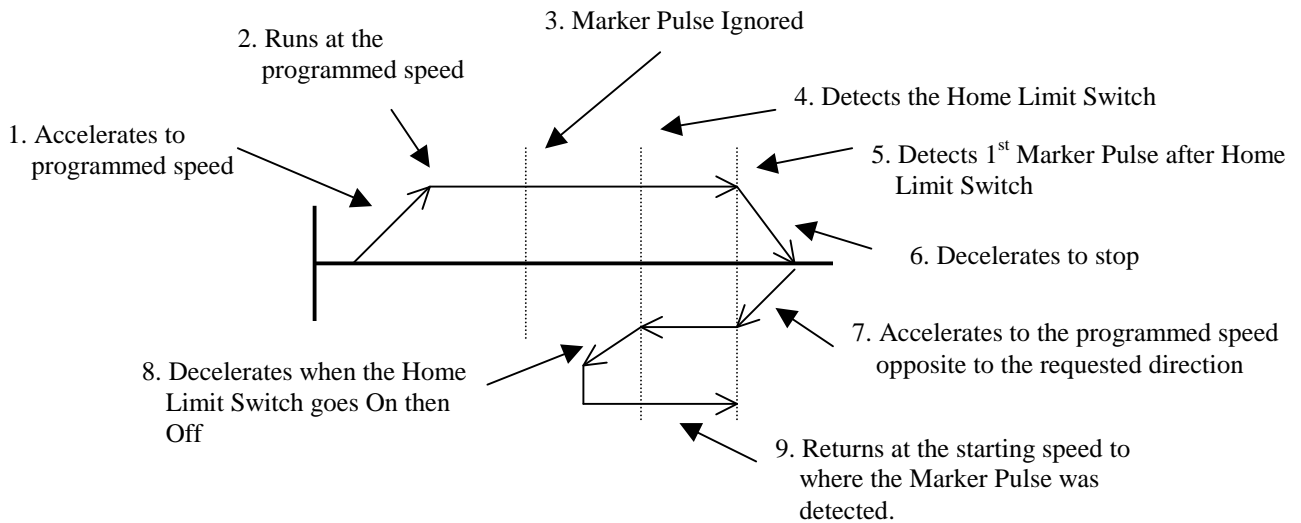 1. Accelerates to
programmed speed
2. Runs at the
programmed speed
3. Marker Pulse Ignored
4. Detects the Home Limit Switch
5. Detects 1st Marker Pulse after Home
Limit Switch
6. Decelerates to stop
7. Accelerates to the programmed speed
opposite to the requested direction
8. Decelerates when the Home
Limit Switch goes On then
Off
9. Returns at the starting speed to
where the Marker Pulse was
detected.